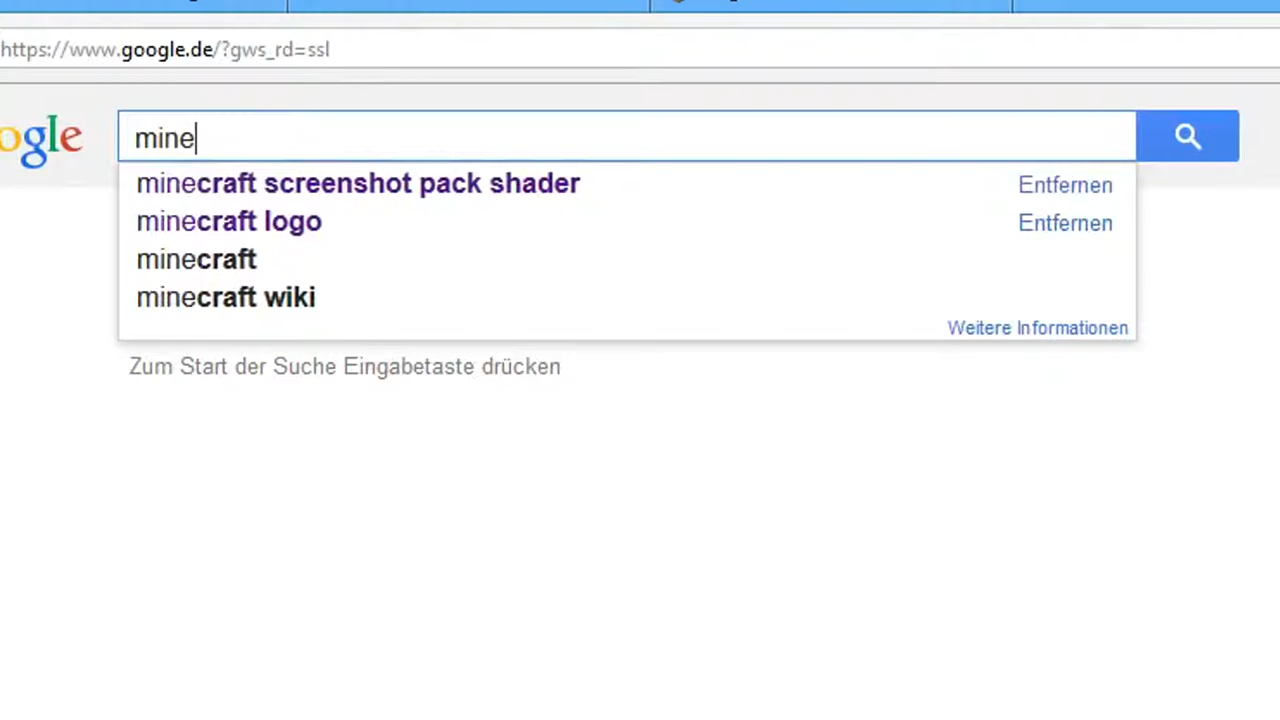 https://www.google.de/?gws_rd=ssl
ogle
mine
minecraft screenshot pack shader Entfernen
minecraft logo Entfernen
minecraft
minecraft wiki
Weitere Informationen
Zum Start der Suche Eingabetaste drücken